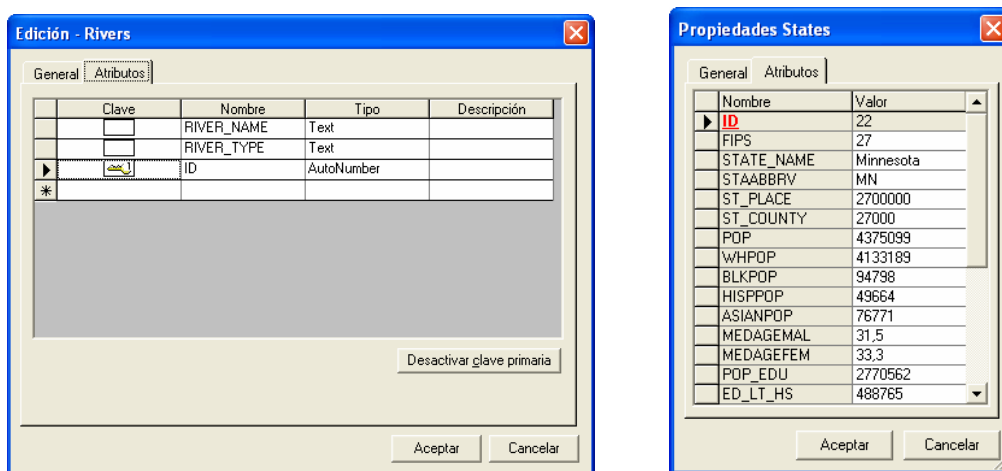 Edición - Rivers
General Atributos
Clave Nombre Tipo Descripción
RIVER_NAME Text
RIVER_TYPE Text
ID AutoNumber
Desactivar clave primaria
Aceptar Cancelar
Propiedades States
General Atributos
Nombre Valor
ID 22
FIPS 27
STATE_NAME Minnesota
STAABBRV MN
ST_PLACE 2700000
ST_COUNTY 27000
POP 4375099
WHPOP 4133189
BLKPOP 94798
HISPPOP 49664
ASIANPOP 76771
MEDAGEMAL 31,5
MEDAGEFEM 33,3
POP_EDU 2770562
ED_LT_HS 488765
Aceptar Cancelar